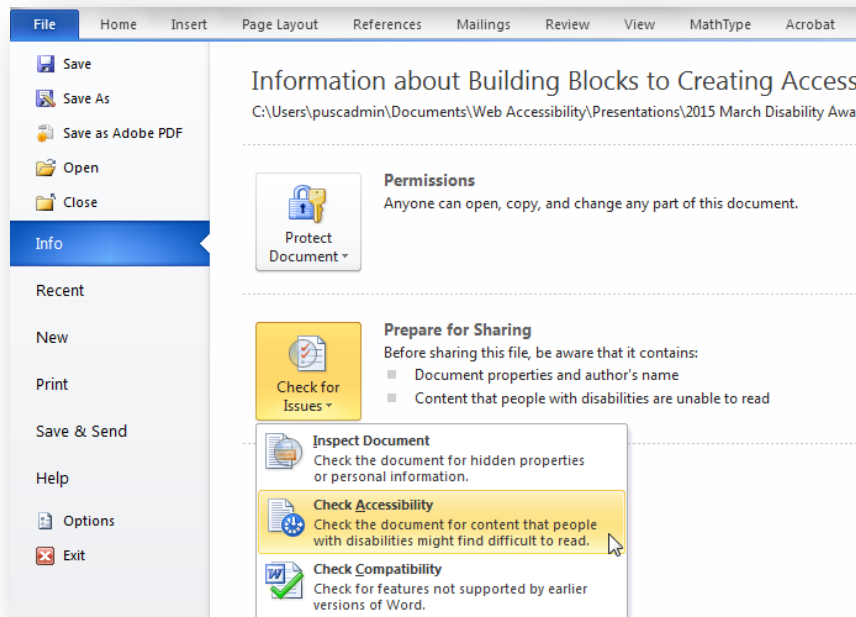 File Home Insert Page Layout References Mailings Review View MathType Acrobat
Save
Save As
Save as Adobe PDF
Open
Close
Info
Recent
New
Print
Save & Send
Help
Options
Exit
Information about Building Blocks to Creating Access
C:\Users\puscadmin\Documents\Web Accessibility\Presentations\2015 March Disability Awa
Protect
Document
Permissions
Anyone can open, copy, and change any part of this document.
Check for
Issues
Prepare for Sharing
Before sharing this file, be aware that it contains:
Document properties and author's name
Content that people with disabilities are unable to read
Inspect Document
Check the document for hidden properties
or personal information.
Check Accessibility
Check the document for content that people
with disabilities might find difficult to read.
Check Compatibility
Check for features not supported by earlier
versions of Word.